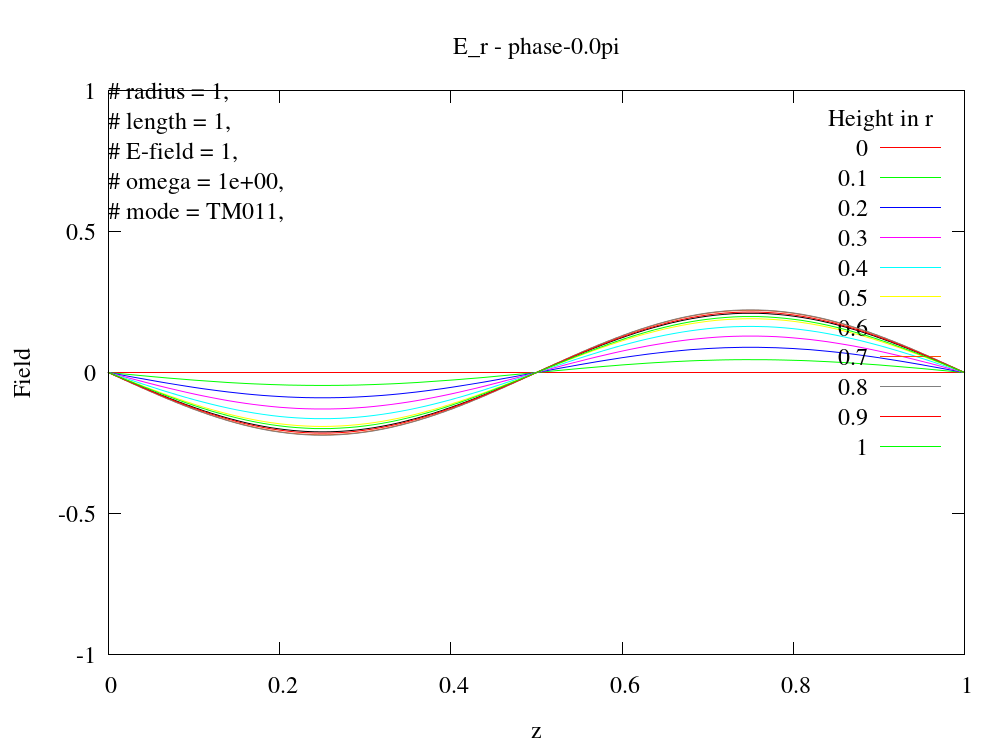 E_r - phase-0.0pi
# radius = 1,
# length = 1,
# E-field = 1,
# omega = 1e+00,
# mode = TM011,
Height in r
0
0.1
0.2
0.3
0.4
0.5
0.6
0.7
0.8
0.9
1
1
0.5
0
-0.5
-1
Field
0
0.2
0.4
0.6
0.8
1
z